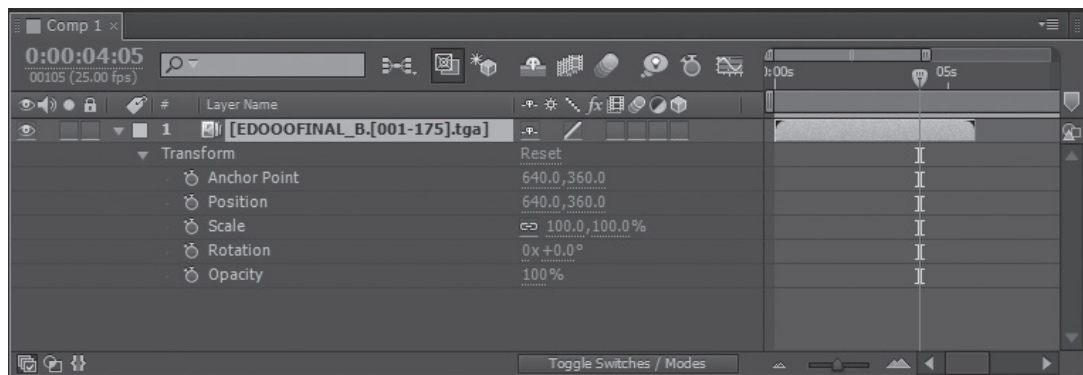 Comp 1
0:00:04:05
00105 (25.00 fps)
):00s 05s
# Layer Name fx
1 [EDOOOFINAL_B.[001-175].tga]
Transform Reset
Anchor Point 640.0,360.0
Position 640.0,360.0
Scale 100.0,100.0%
Rotation 0x+0.0°
Opacity 100%
Toggle Switches / Modes